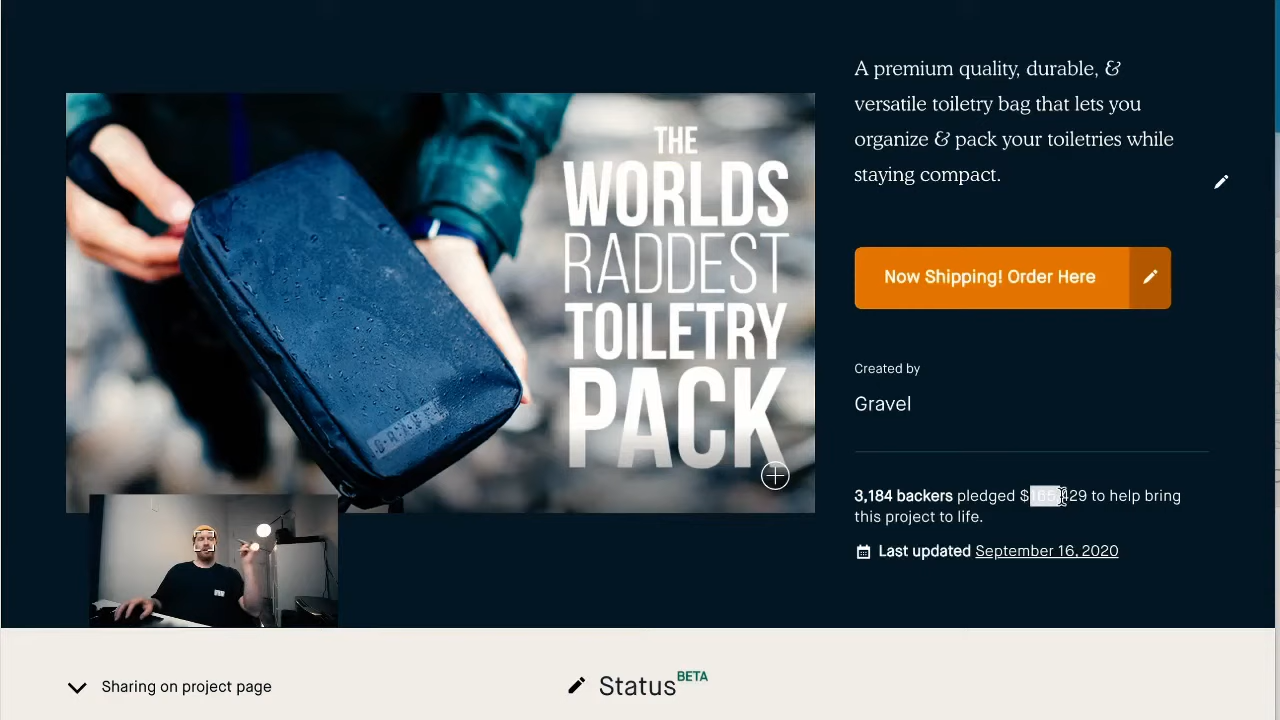 A premium quality, durable, &
versatile toiletry bag that lets you
organize & pack your toiletries while
staying compact.
THE
WORLDS
RADDEST
TOILETRY
PACK
Now Shipping! Order Here
Created by
Gravel
3,184 backers pledged $165,429 to help bring
this project to life.
Last updated September 16, 2020
Sharing on project page
Status BETA